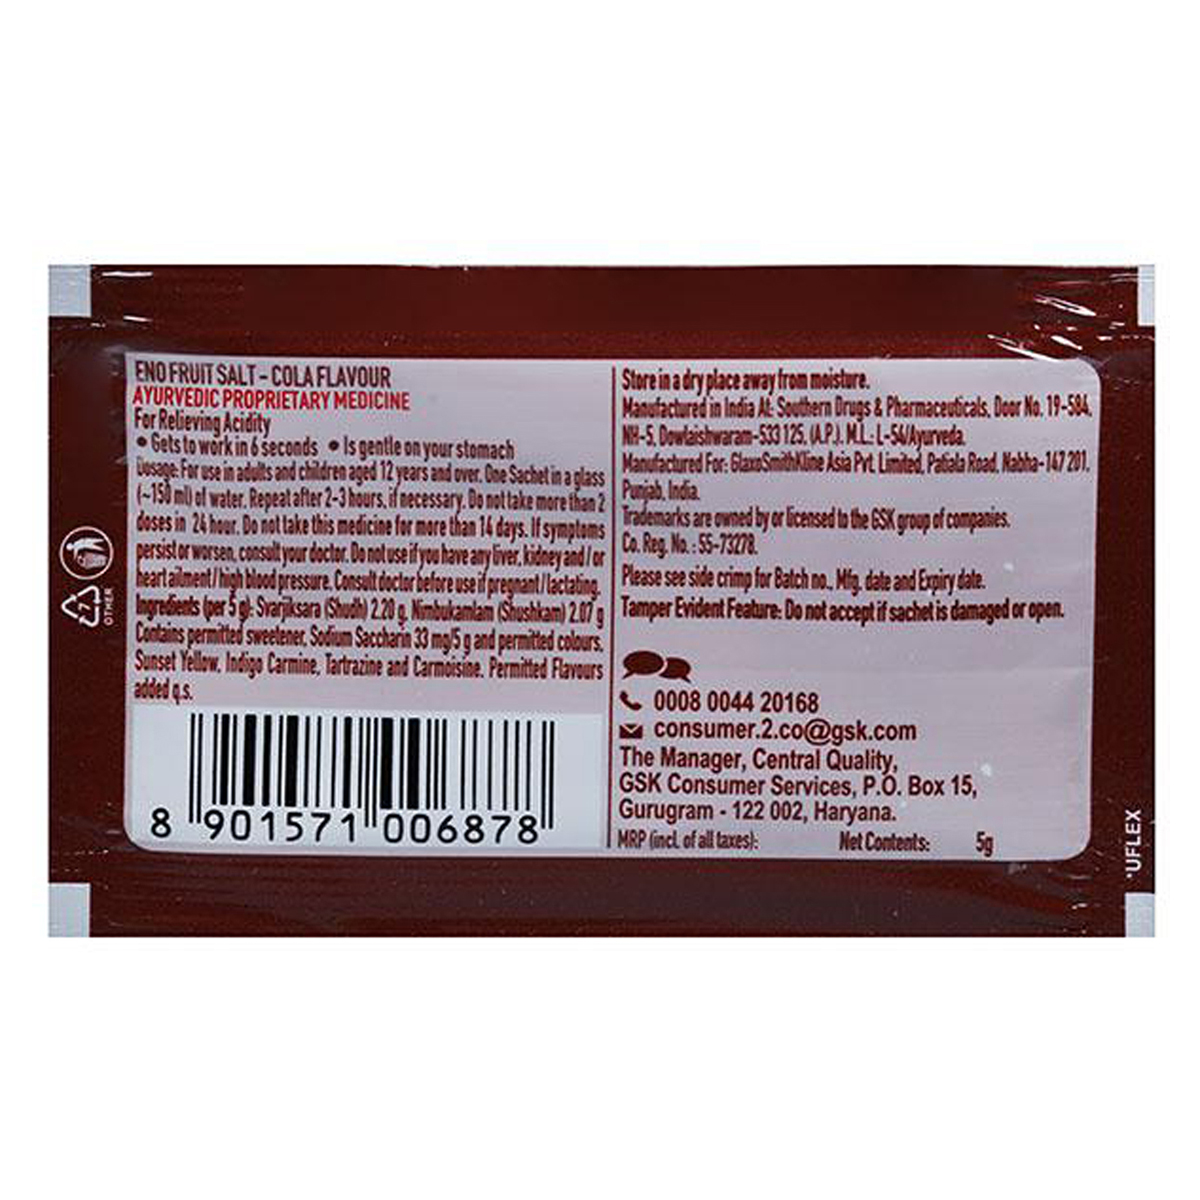 ENO FRUIT SALT - COLA FLAVOUR
AYURVEDIC PROPRIETARY MEDICINE
For Relieving Acidity
• Gets to work in 6 seconds • Is gentle on your stomach
Dosage: For use in adults and children aged 12 years and over. One Sachet in a glass
(~150 ml) of water. Repeat after 2-3 hours, if necessary. Do not take more than 2
doses in 24 hour. Do not take this medicine for more than 14 days. If symptoms
persist or worsen, consult your doctor. Do not use if you have any liver, kidney and / or
heart ailment / high blood pressure. Consult doctor before use if pregnant / lactating.
Ingredients (per 5 g): Svarjiksara (Shudh) 2.20 g, Nimbukamlam (Shushkam) 2.07 g
Contains permitted sweetener, Sodium Saccharin 33 mg/5 g and permitted colours,
Sunset Yellow, Indigo Carmine, Tartrazine and Carmoisine. Permitted Flavours
added q.s.
8 901571 006878
Store in a dry place away from moisture.
Manufactured in India At: Southern Drugs & Pharmaceuticals, Door No. 19-584,
NH-5, Dowlaishwaram-533 125, (A.P.). M.L.: L-54/Ayurveda.
Manufactured For: GlaxoSmithKline Asia Pvt. Limited, Patiala Road, Nabha-147 201,
Punjab, India.
Trademarks are owned by or licensed to the GSK group of companies.
Co. Reg. No. : 55-73278.
Please see side crimp for Batch no., Mfg. date and Expiry date.
Tamper Evident Feature: Do not accept if sachet is damaged or open.
0008 0044 20168
consumer.2.co@gsk.com
The Manager, Central Quality,
GSK Consumer Services, P.O. Box 15,
Gurugram - 122 002, Haryana.
MRP (incl. of all taxes): Net Contents: 5g
7
OTHER
UFLEX